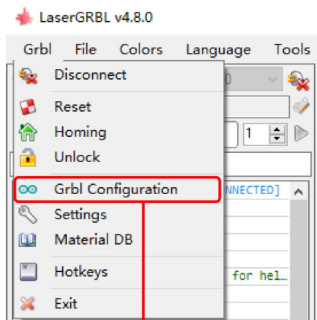 LaserGRBL v4.8.0
Grbl File Colors Language Tools
Disconnect
Reset
Homing
1
Unlock
Grbl Configuration
NNECTED]
Settings
Material DB
Hotkeys
for hel...
Exit